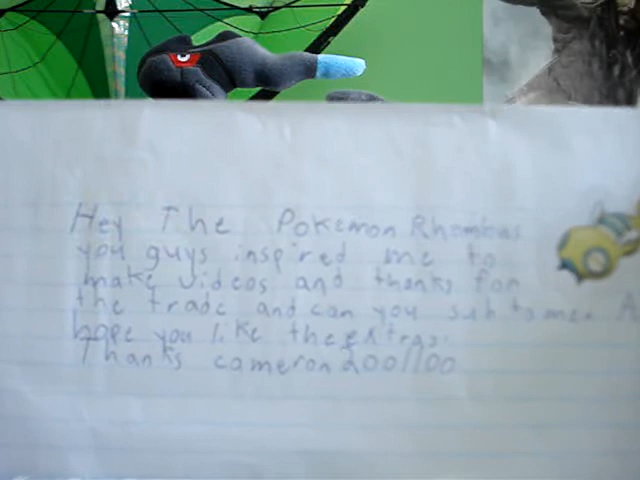 Hey The Pokemon Rhombus
you guys inspired me to
make videos and thanks for
the trade and can you sub to me. A
hope you like the extras.
Thanks cameron2001100